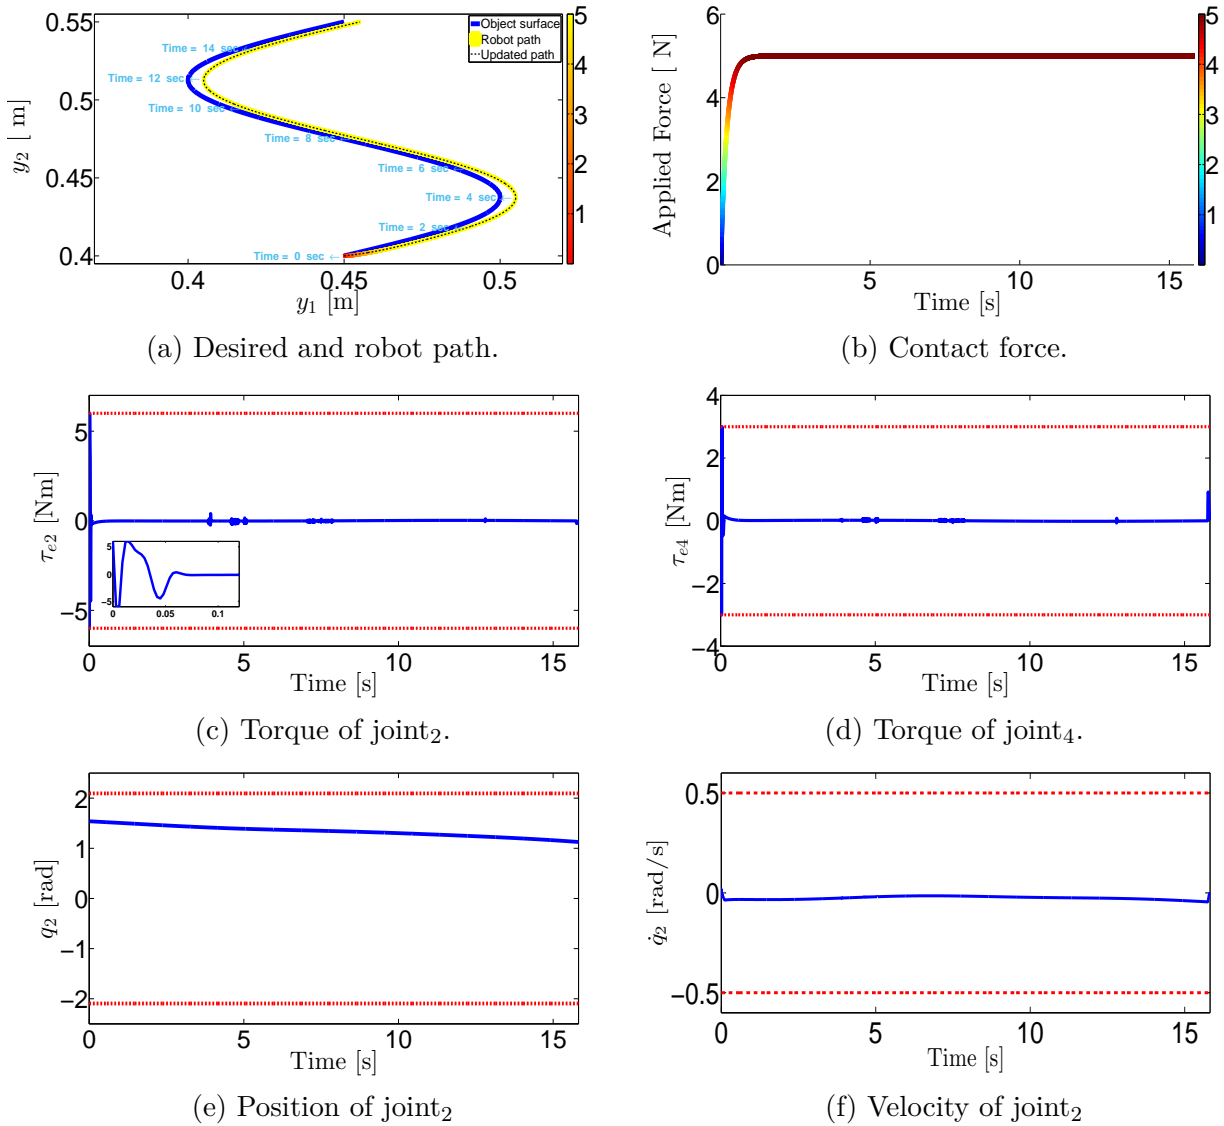 0.55
0.5
0.45
0.4
y2 [ m]
0.4 0.45 0.5
y1 [m]
Object surface
Robot path
Updated path
Time = 14 sec
Time = 12 sec
Time = 10 sec
Time = 8 sec
Time = 6 sec
Time = 4 sec
Time = 2 sec
Time = 0 sec ←
5
4
3
2
1
(a) Desired and robot path.
6
4
2
0
Applied Force [ N
5 10 15
Time [s]
5
4
3
2
1
0
(b) Contact force.
5
0
−5
τe2 [Nm]
5
0
−5
0 0.05 0.1
0 5 10 15
Time [s]
(c) Torque of joint2.
4
2
0
−2
−4
τe4 [Nm]
0 5 10 15
Time [s]
(d) Torque of joint4.
2
1
0
−1
−2
q2 [rad]
0 5 10 15
Time [s]
(e) Position of joint2
0.5
0
−0.5
q̇2 [rad/s]
0 5 10 15
Time [s]
(f) Velocity of joint2